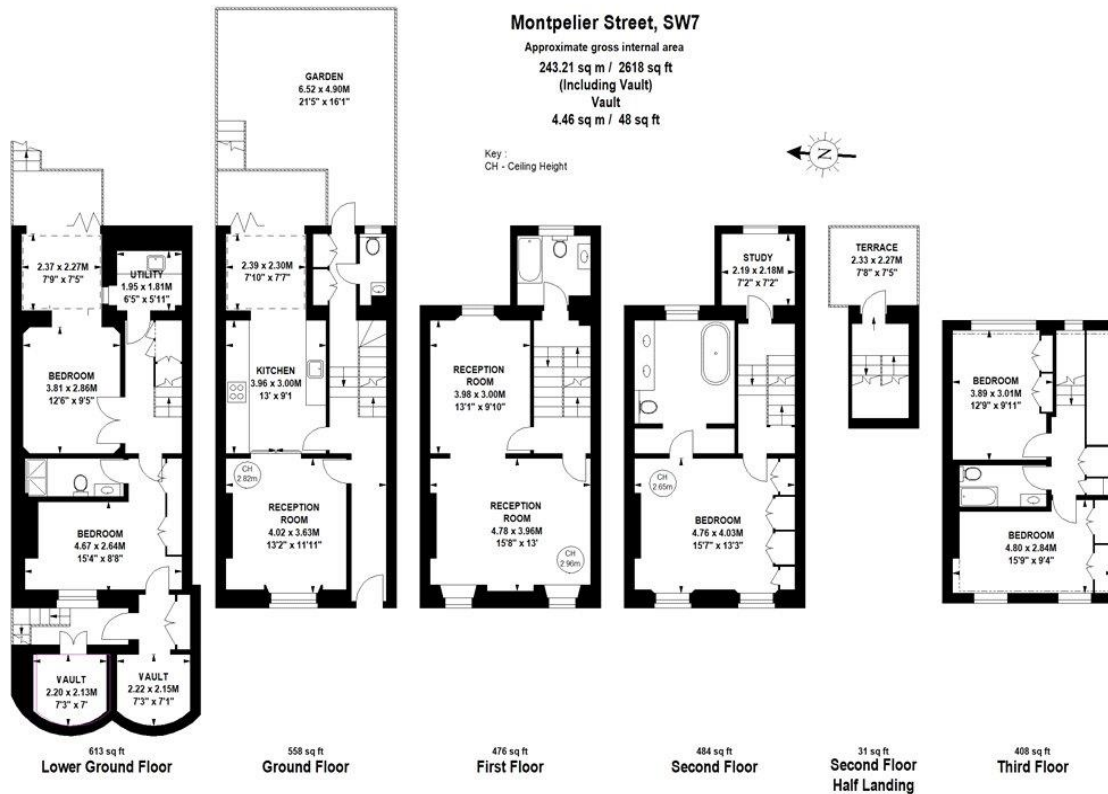 Montpelier Street, SW7
Approximate gross internal area
243.21 sq m / 2618 sq ft
(Including Vault)
Vault
4.46 sq m / 48 sq ft
Key :
CH - Ceiling Height
N
GARDEN
6.52 x 4.90M
21'5" x 16'1"
2.37 x 2.27M
7'9" x 7'5"
UTILITY
1.95 x 1.81M
6'5" x 5'11"
BEDROOM
3.81 x 2.86M
12'6" x 9'5"
BEDROOM
4.67 x 2.64M
15'4" x 8'8"
VAULT
2.20 x 2.13M
7'3" x 7'
VAULT
2.22 x 2.15M
7'3" x 7'1"
613 sq ft
Lower Ground Floor
2.39 x 2.30M
7'10" x 7'7"
KITCHEN
3.96 x 3.00M
13' x 9'1
CH
2.82m
RECEPTION
ROOM
4.02 x 3.63M
13'2" x 11'11"
558 sq ft
Ground Floor
RECEPTION
ROOM
3.98 x 3.00M
13'1" x 9'10"
RECEPTION
ROOM
4.78 x 3.96M
15'8" x 13'
CH
2.96m
476 sq ft
First Floor
STUDY
2.19 x 2.18M
7'2" x 7'2"
CH
2.65m
BEDROOM
4.76 x 4.03M
15'7" x 13'3"
484 sq ft
Second Floor
TERRACE
2.33 x 2.27M
7'8" x 7'5"
31 sq ft
Second Floor
Half Landing
BEDROOM
3.89 x 3.01M
12'9" x 9'11"
BEDROOM
4.80 x 2.84M
15'9" x 9'4"
408 sq ft
Third Floor